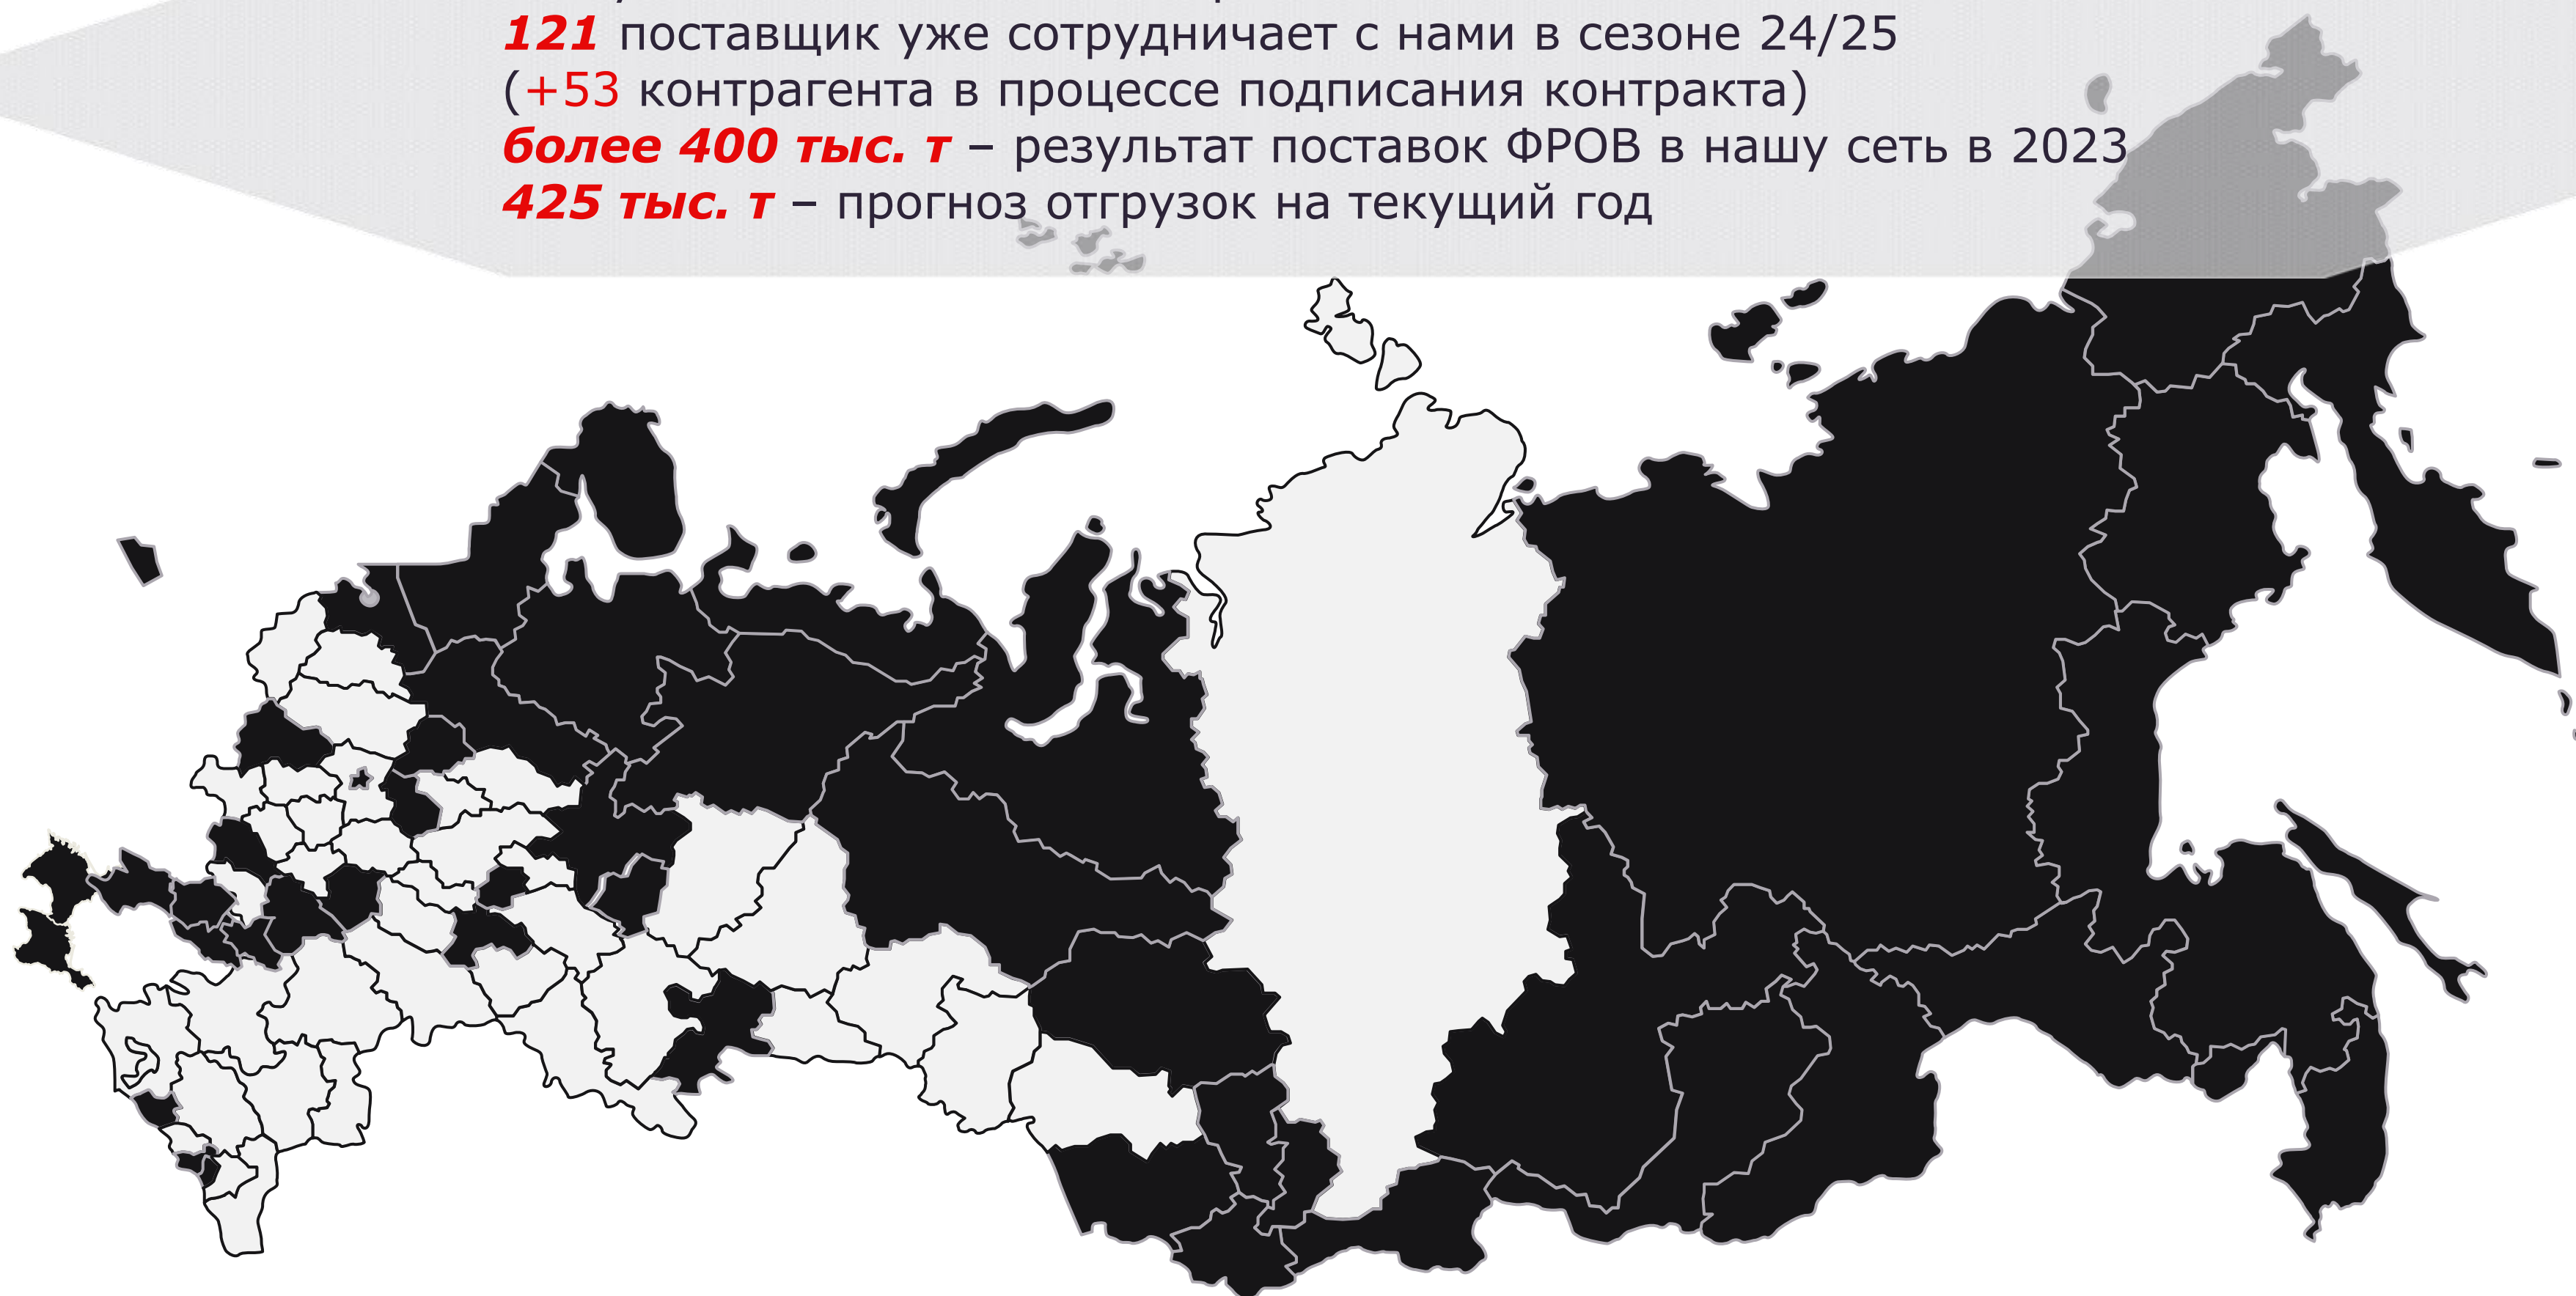 121 поставщик уже сотрудничает с нами в сезоне 24/25
(+53 контрагента в процессе подписания контракта)
более 400 тыс. т – результат поставок ФРОВ в нашу сеть в 2023
425 тыс. т – прогноз отгрузок на текущий год